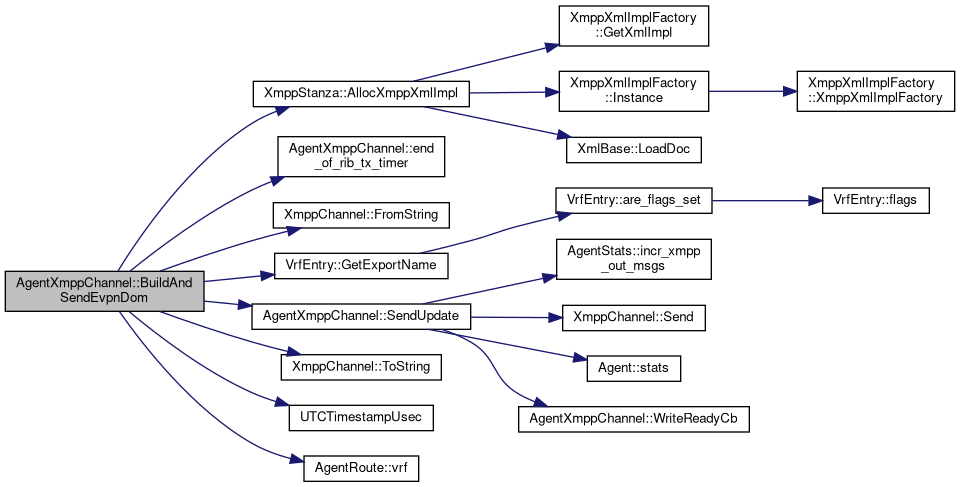 XmppXmlImplFactory
::GetXmlImpl
XmppStanza::AllocXmppXmlImpl
XmppXmlImplFactory
::Instance
XmppXmlImplFactory
::XmppXmlImplFactory
XmlBase::LoadDoc
AgentXmppChannel::end
_of_rib_tx_timer
XmppChannel::FromString
VrfEntry::are_flags_set
VrfEntry::flags
VrfEntry::GetExportName
AgentStats::incr_xmpp
_out_msgs
AgentXmppChannel::BuildAnd
SendEvpnDom
AgentXmppChannel::SendUpdate
XmppChannel::Send
XmppChannel::ToString
Agent::stats
UTCTimestampUsec
AgentXmppChannel::WriteReadyCb
AgentRoute::vrf